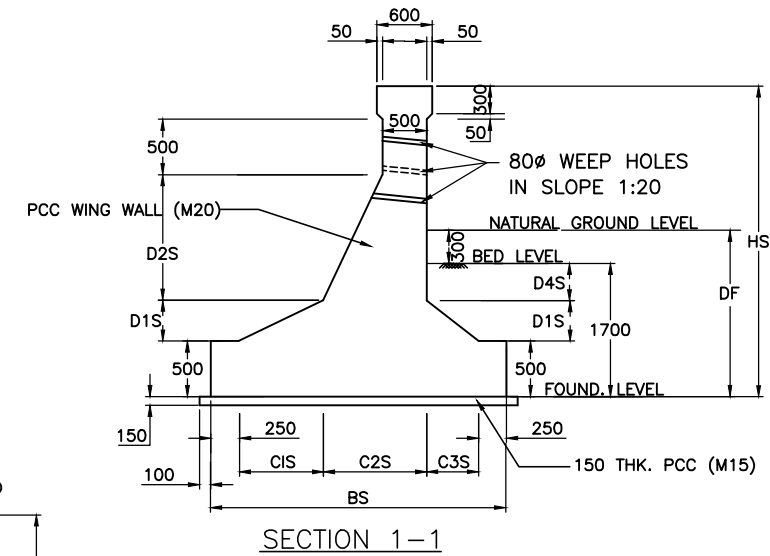 600
50
50
300
500
50
500
80ø WEEP HOLES
IN SLOPE 1:20
PCC WING WALL (M20)
NATURAL GROUND LEVEL
300
BED LEVEL
HS
D2S
D4S
DF
D1S
D1S
1700
500
500
FOUND. LEVEL
150
250
250
100
C1S
C2S
C3S
150 THK. PCC (M15)
BS
SECTION 1-1